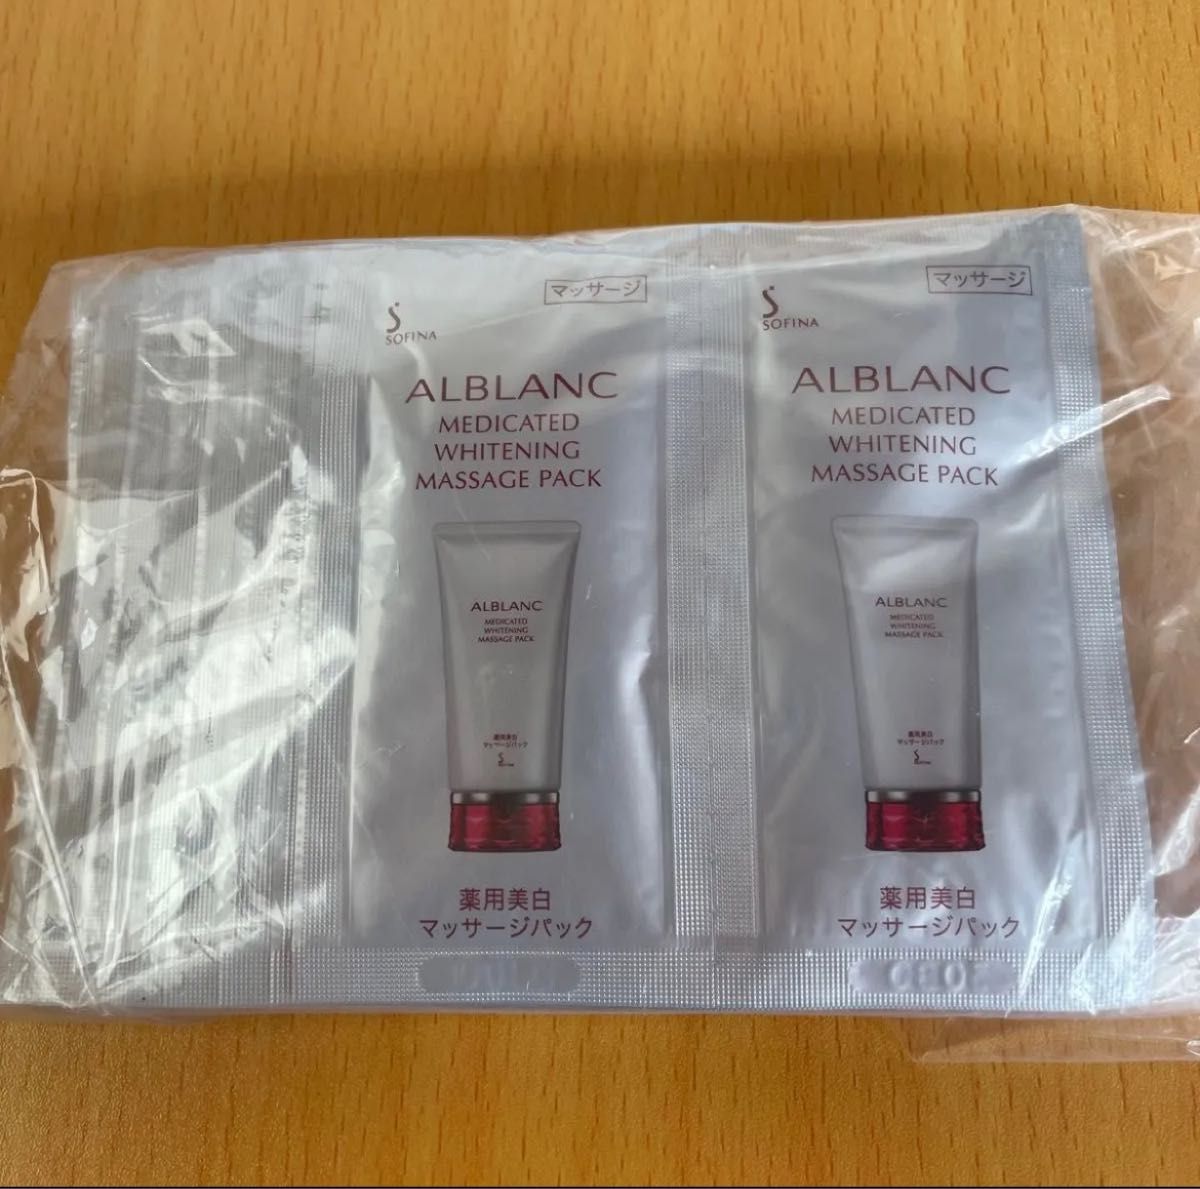 マッサージ
SOFINA
ALBLANC
MEDICATED
WHITENING
MASSAGE PACK
ALBLANC
MEDICATED
WHITENING
MASSAGE PACK
薬用美白
マッサージパック
SOFINA
薬用美白
マッサージパック
マッサージ
SOFINA
ALBLANC
MEDICATED
WHITENING
MASSAGE PACK
ALBLANC
MEDICATED
WHITENING
MASSAGE PACK
薬用美白
マッサージパック
SOFINA
薬用美白
マッサージパック